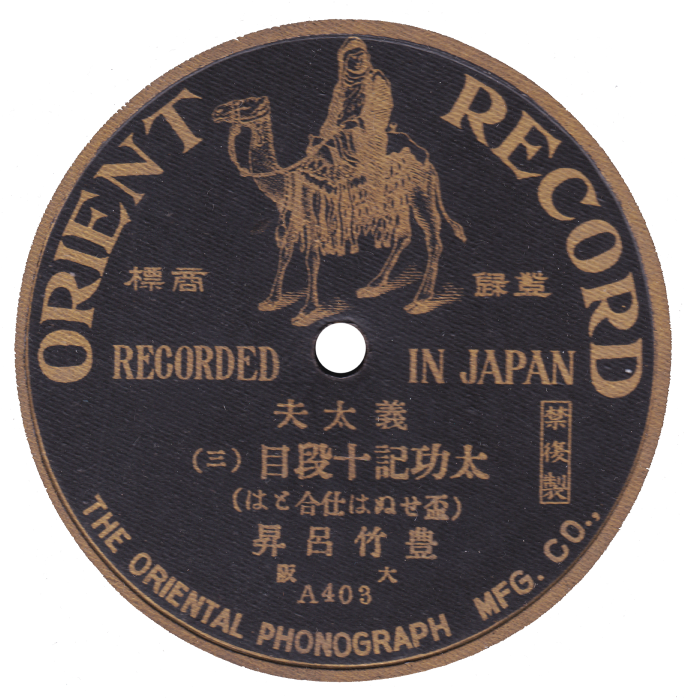 ORIENT RECORD
登録商標
RECORDED IN JAPAN
義太夫
太功記十段目（三）
（盃せぬは仕合とは）
豊竹呂昇
大阪
A403
禁複製
THE ORIENTAL PHONOGRAPH MFG. CO.,